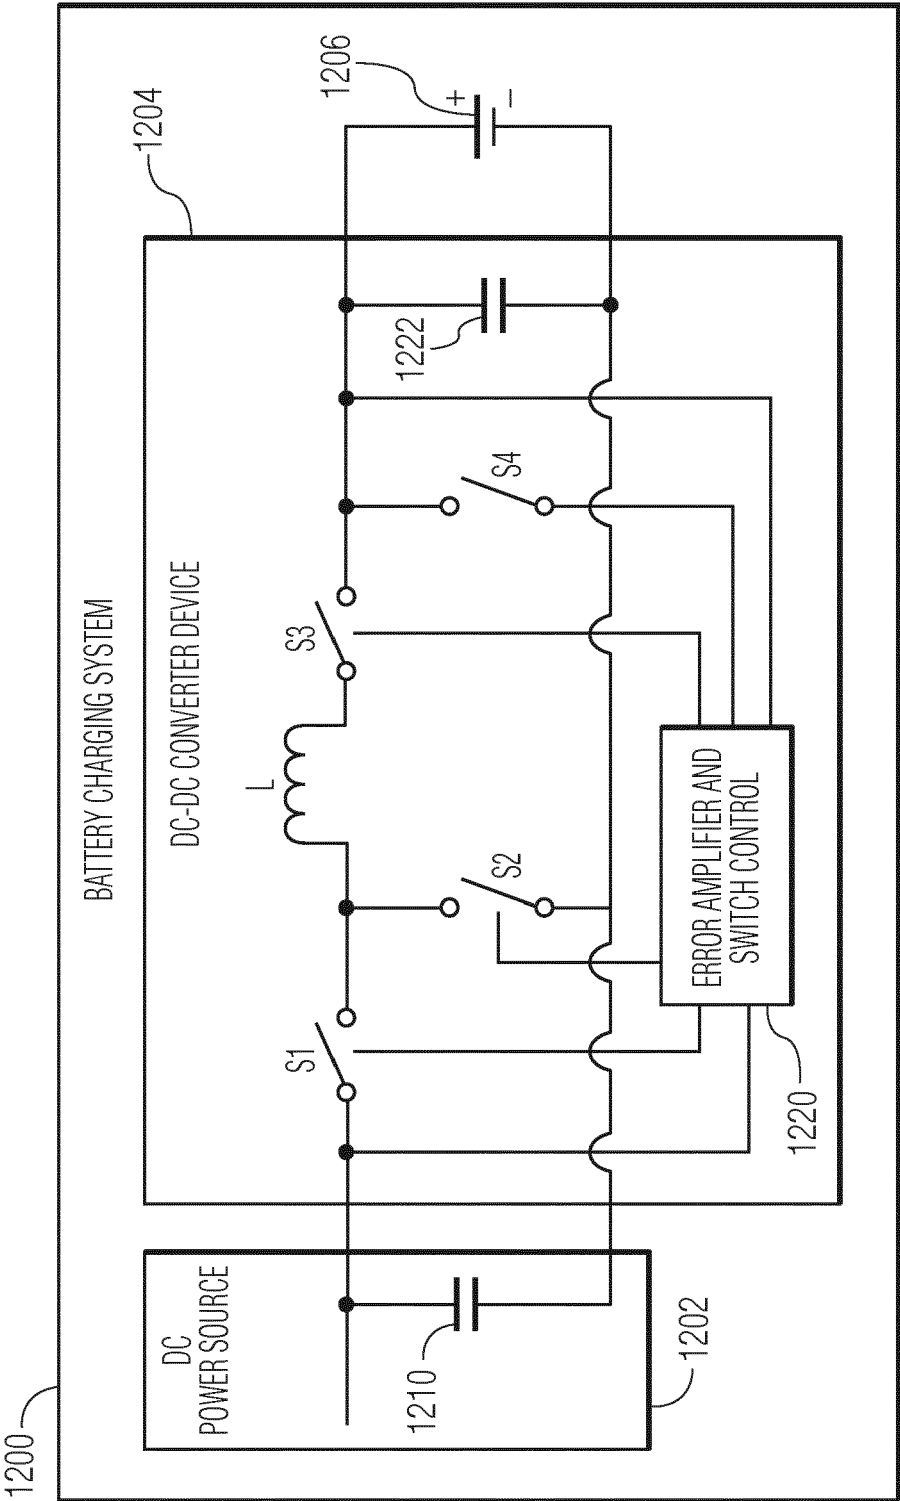 1200
BATTERY CHARGING SYSTEM
1204
DC-DC CONVERTER DEVICE
DC
POWER SOURCE
1202
1210
S1
S2
L
S3
S4
1222
1206
+
–
ERROR AMPLIFIER AND
SWITCH CONTROL
1220